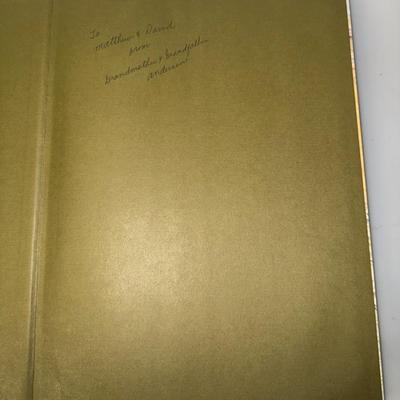 To
Matthew & David
from
Grandmother & Grandfather
Andersen